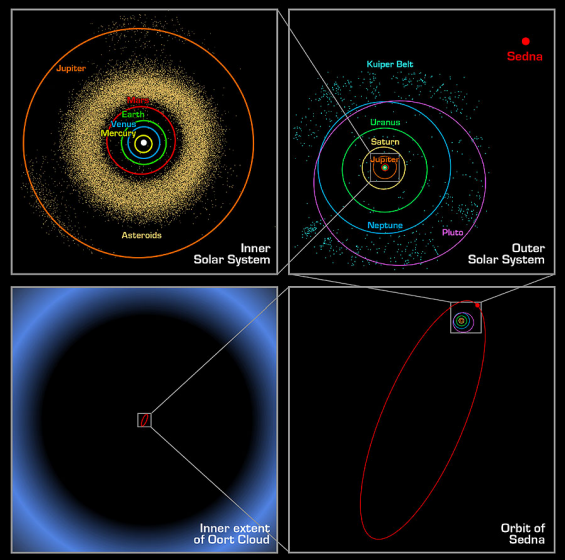 Jupiter
Mars
Earth
Venus
Mercury
Asteroids
Inner
Solar System
Sedna
Kuiper Belt
Uranus
Saturn
Jupiter
Neptune
Pluto
Outer
Solar System
Inner extent
of Oort Cloud
Orbit of
Sedna